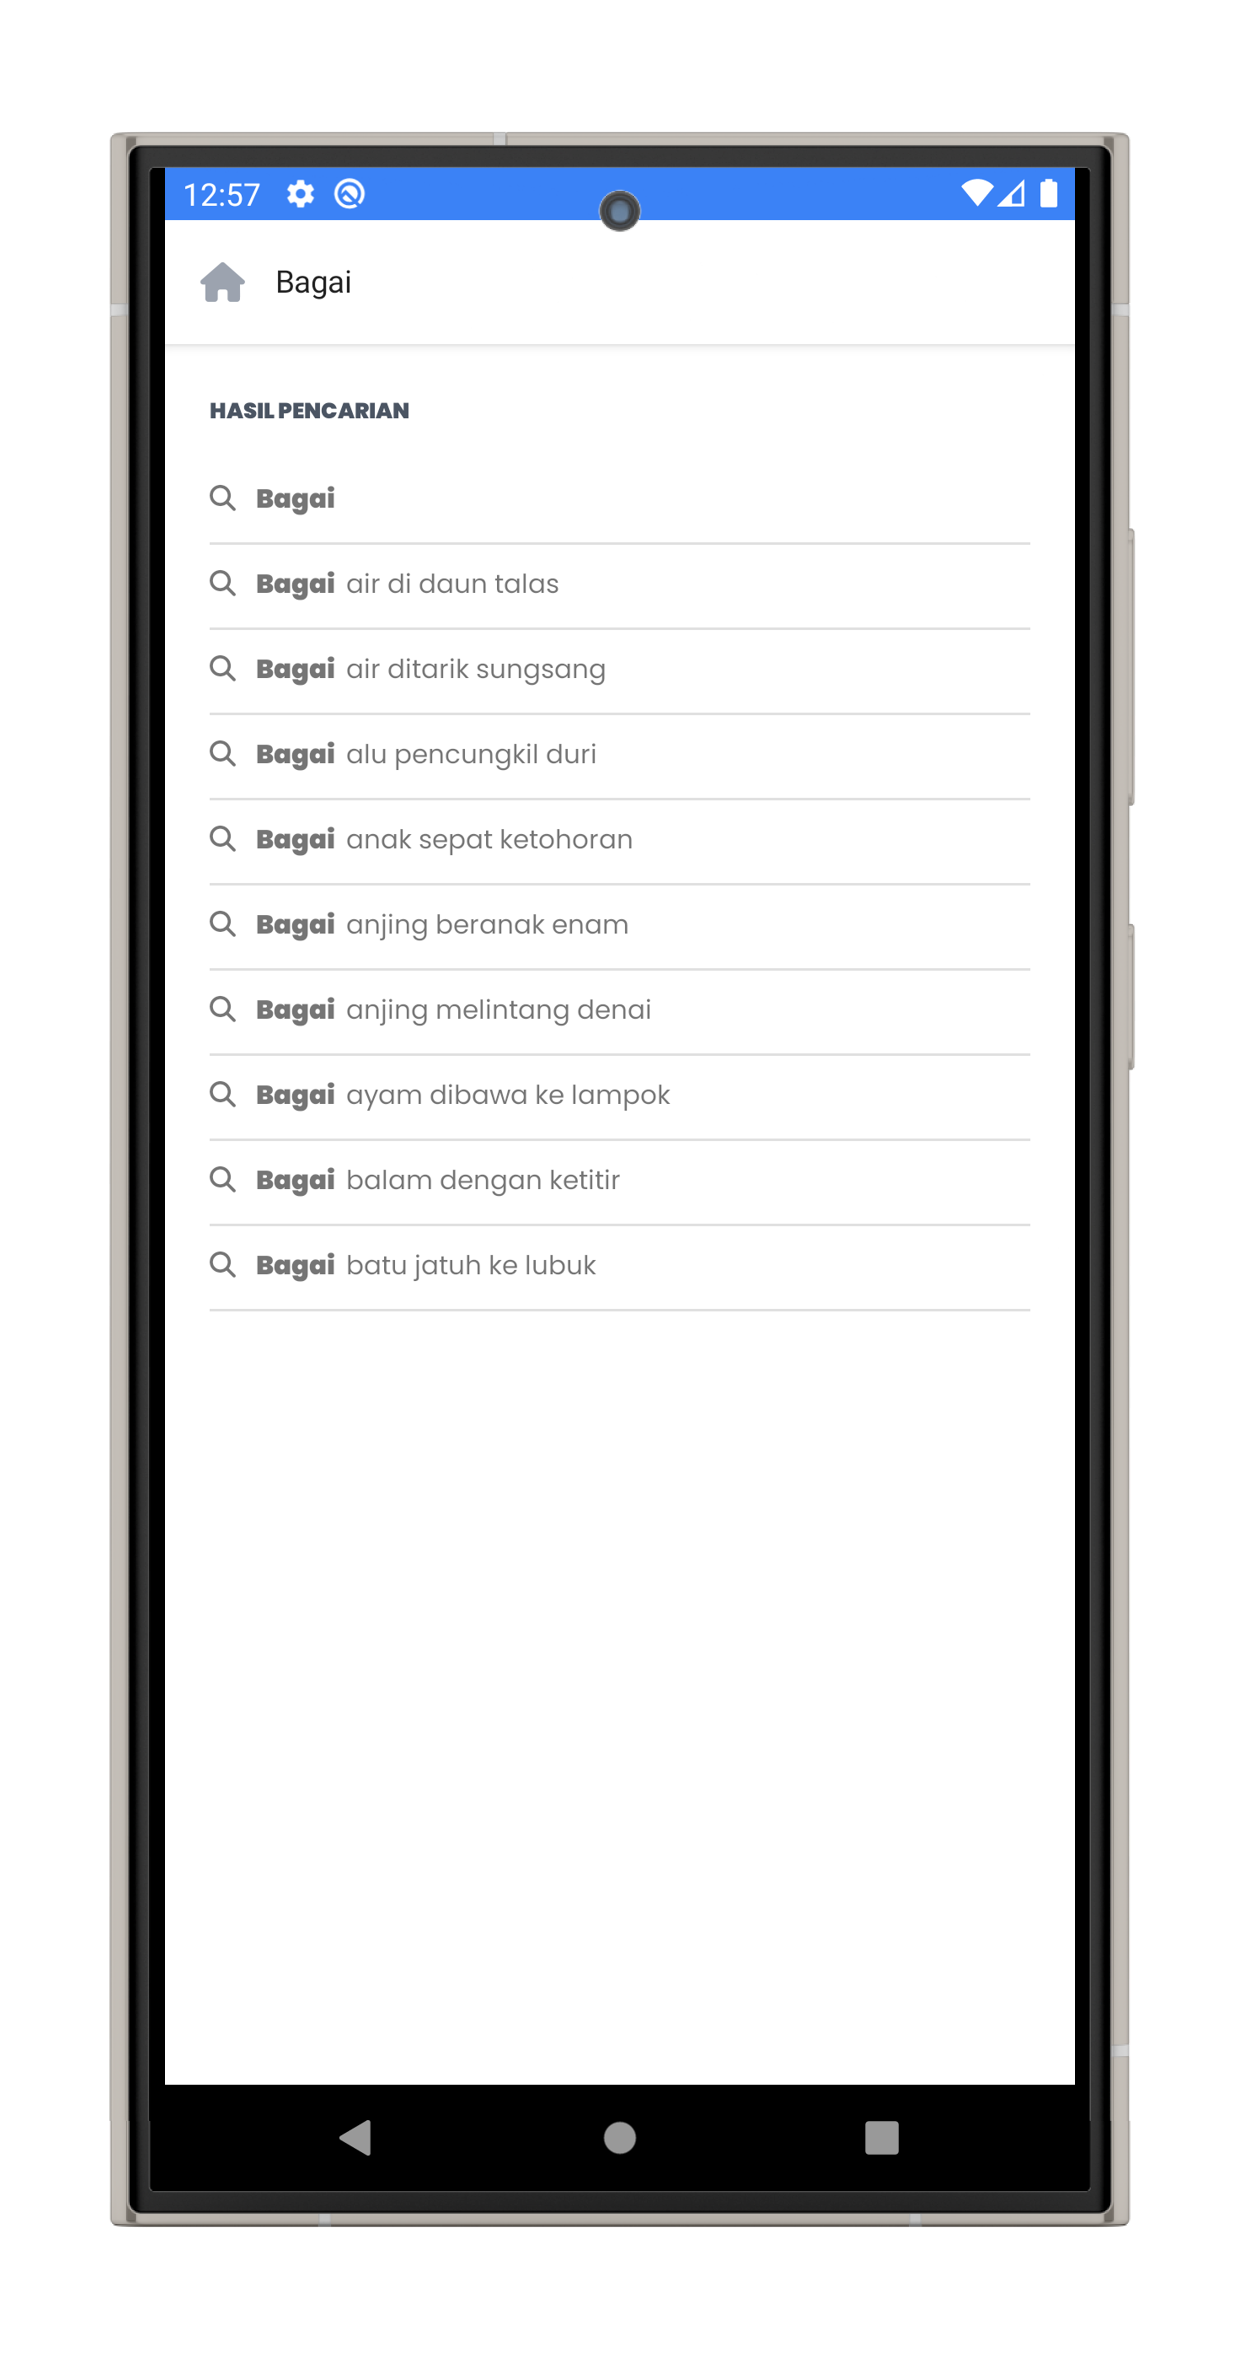 12:57
Bagai
HASIL PENCARIAN
Bagai
Bagai air di daun talas
Bagai air ditarik sungsang
Bagai alu pencungkil duri
Bagai anak sepat ketohoran
Bagai anjing beranak enam
Bagai anjing melintang denai
Bagai ayam dibawa ke lampok
Bagai balam dengan ketitir
Bagai batu jatuh ke lubuk